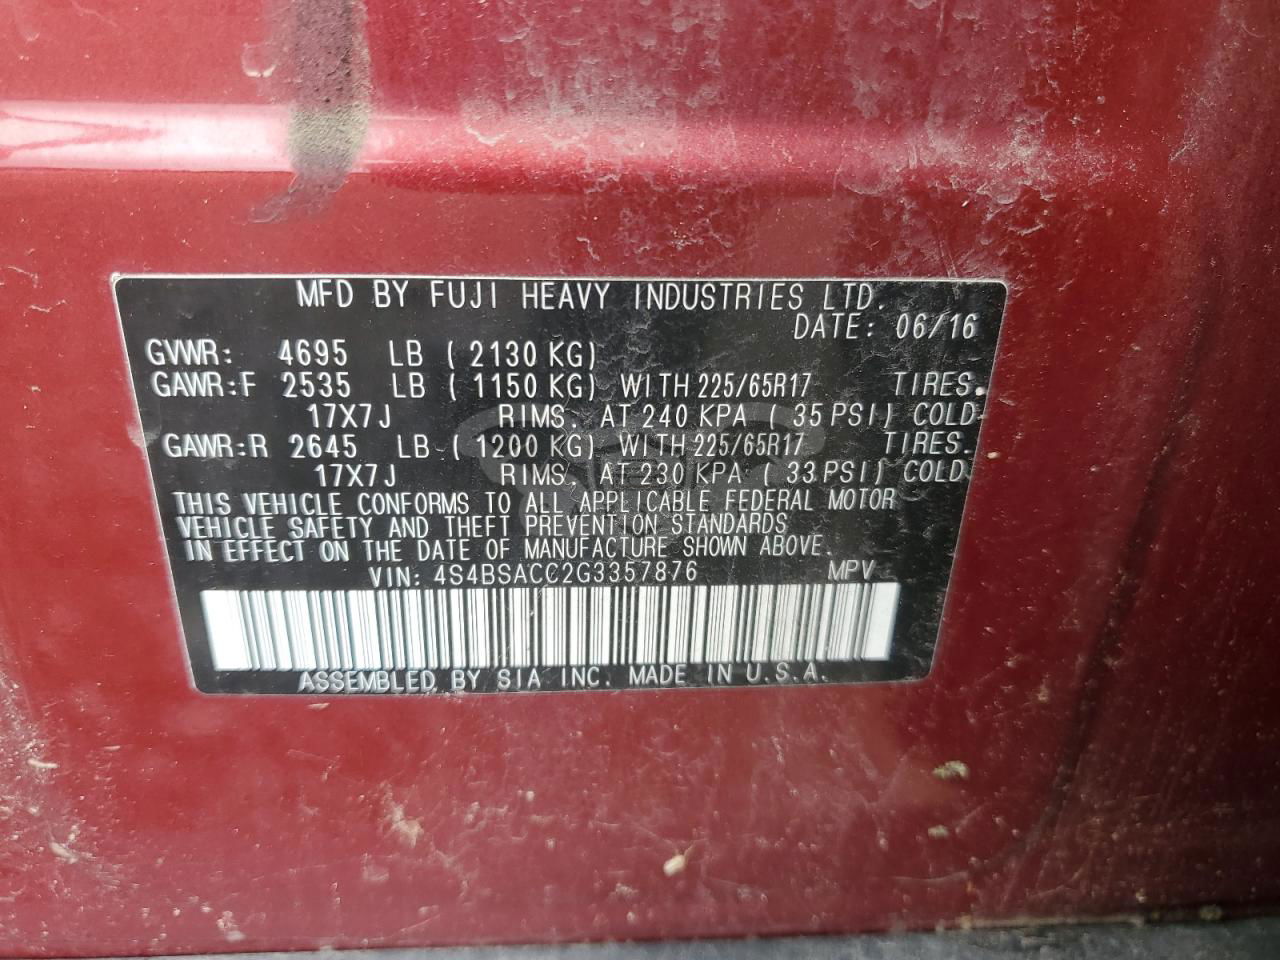 MFD BY FUJI HEAVY INDUSTRIES LTD.
DATE: 06/16
GVWR: 4695 LB ( 2130 KG)
GAWR:F 2535 LB ( 1150 KG) WITH 225/65R17 TIRES.
17X7J RIMS. AT 240 KPA ( 35 PSI) COLD
GAWR:R 2645 LB ( 1200 KG) WITH 225/65R17 TIRES.
17X7J RIMS. AT 230 KPA ( 33 PSI) COLD
THIS VEHICLE CONFORMS TO ALL APPLICABLE FEDERAL MOTOR
VEHICLE SAFETY AND THEFT PREVENTION STANDARDS
IN EFFECT ON THE DATE OF MANUFACTURE SHOWN ABOVE.
VIN: 4S4BSACC2G3357876 MPV
ASSEMBLED BY SIA INC. MADE IN U.S.A.